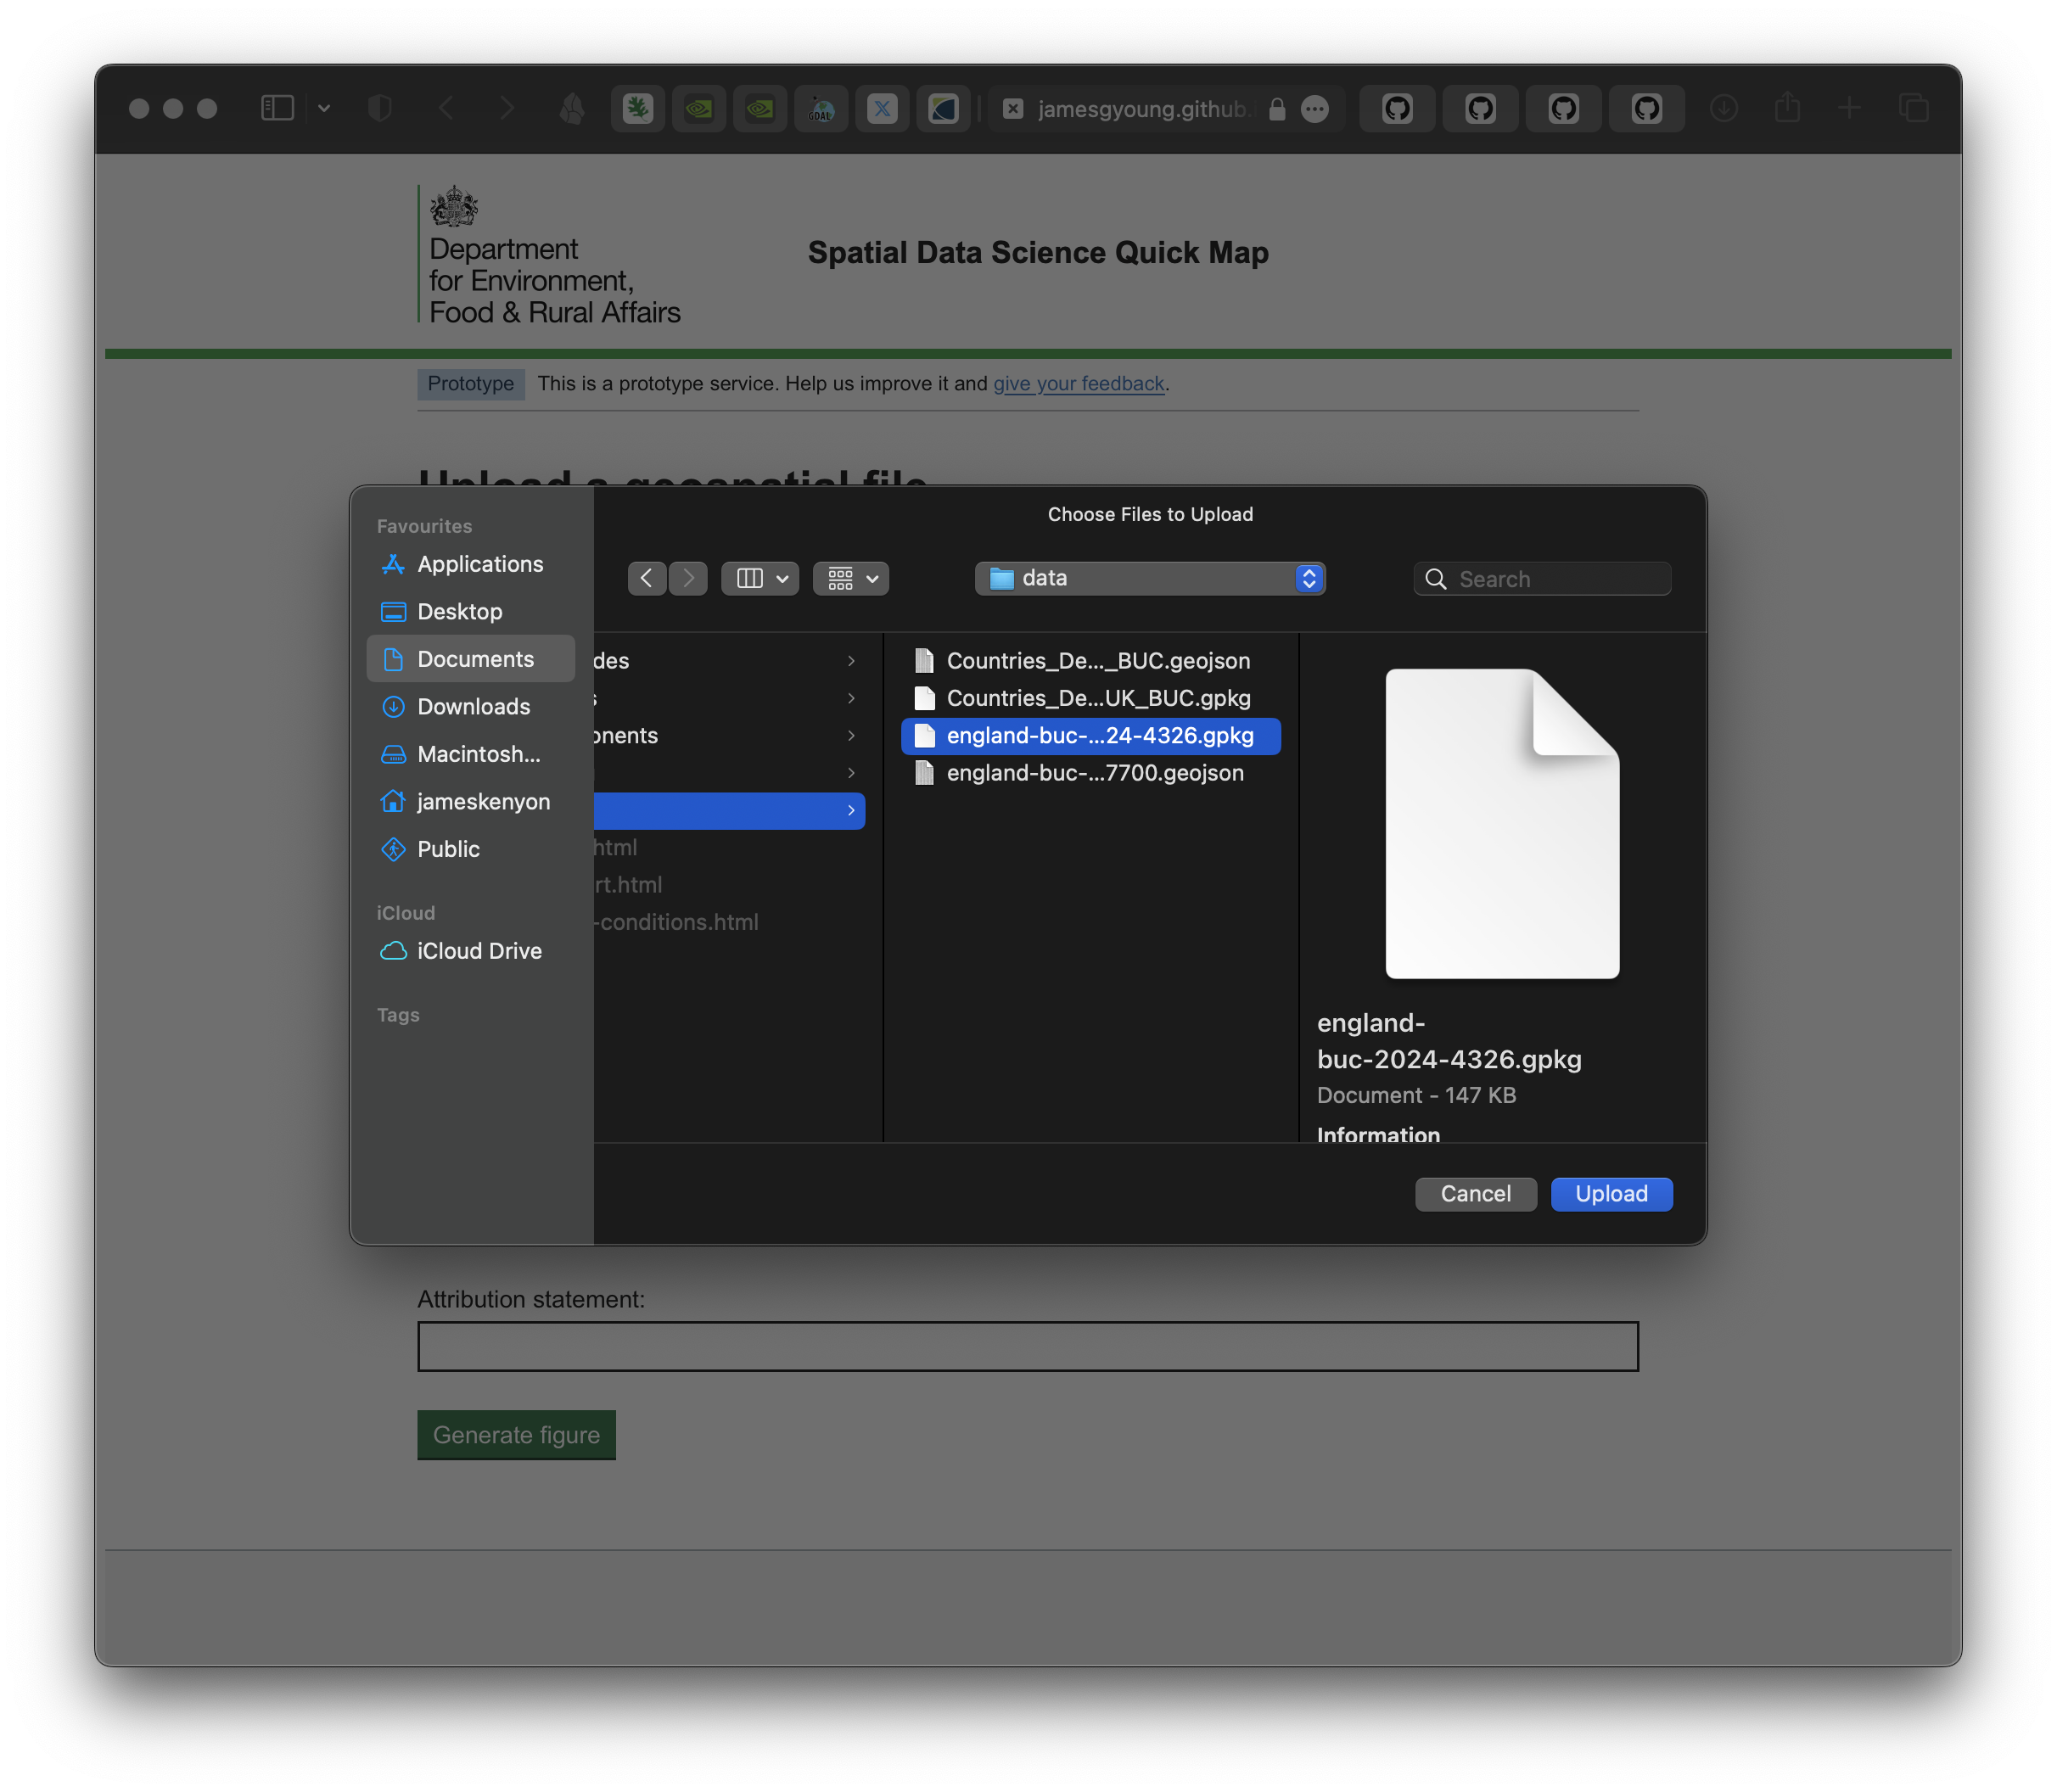 GDAL
jamesgyoung.github.
Department
for Environment,
Food & Rural Affairs
Spatial Data Science Quick Map
Prototype
This is a prototype service. Help us improve it and give your feedback.
Upload a geospatial file
Choose Files to Upload
Favourites
Applications
Desktop
Documents
Downloads
Macintosh...
jameskenyon
Public
iCloud
iCloud Drive
Tags
data
Search
des
s
onents
html
rt.html
-conditions.html
Countries_De..._BUC.geojson
Countries_De...UK_BUC.gpkg
england-buc-...24-4326.gpkg
england-buc-...7700.geojson
england-
buc-2024-4326.gpkg
Document - 147 KB
Information
Cancel
Upload
Attribution statement:
Generate figure